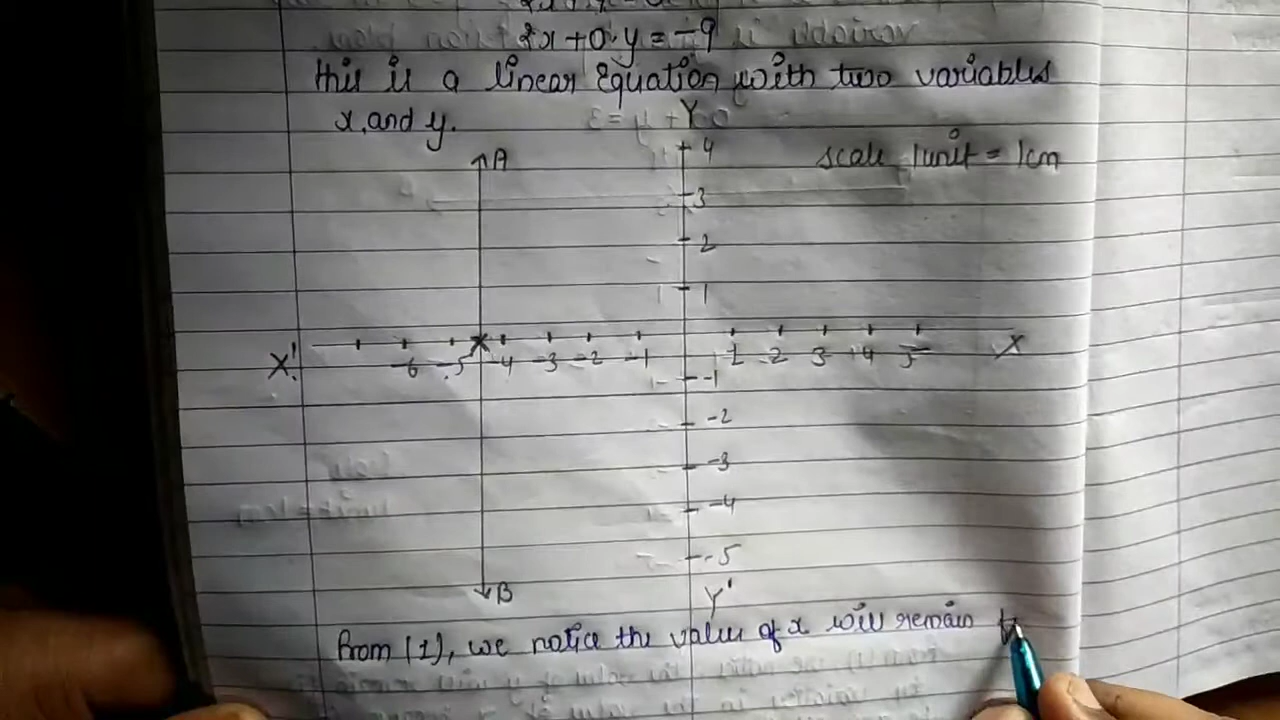 2x + 0·y = -9
this is a linear Equation with two variables
x and y.
Y
A
4
scale 1unit = 1cm
3
2
1
X' -6 -5 -4 -3 -2 -1 1 2 3 4 5 X
-1
-2
-3
-4
-5
B
Y'
From (1), we notice the value of x will remain